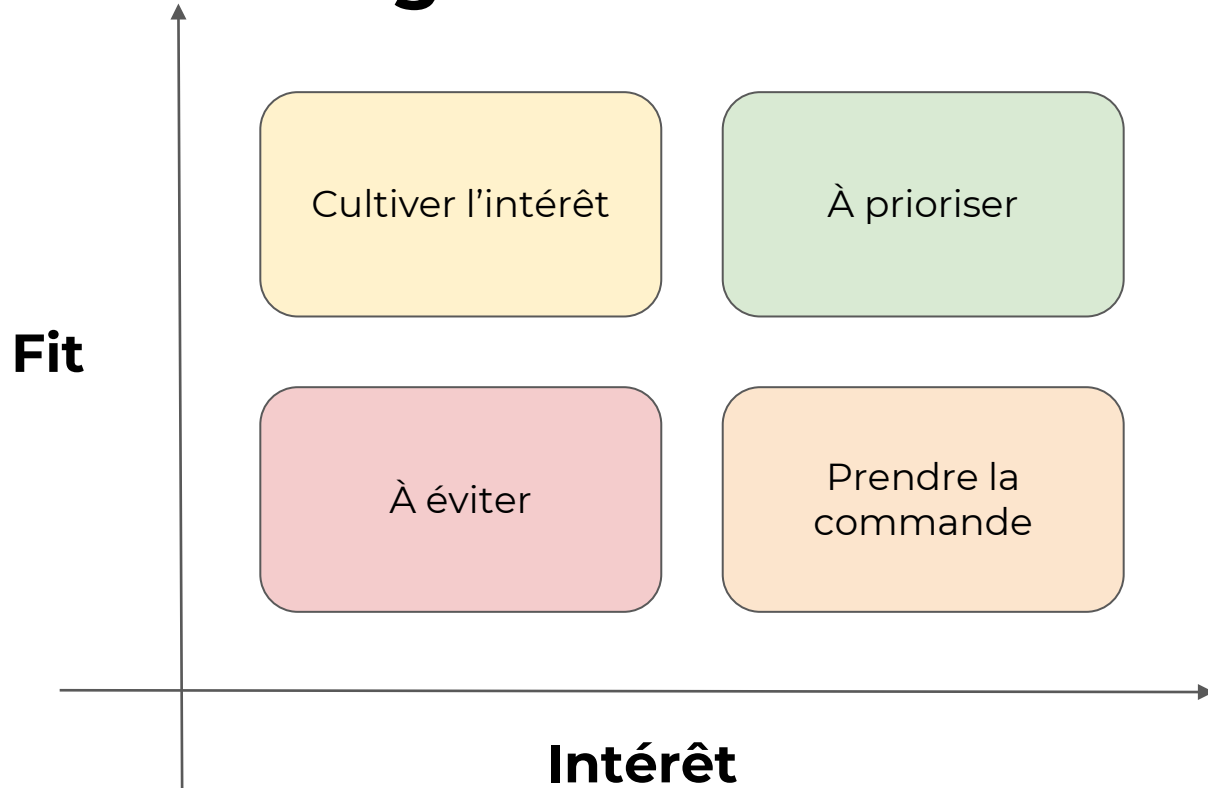 Cultiver l’intérêt
À prioriser
Fit
À éviter
Prendre la
commande
Intérêt